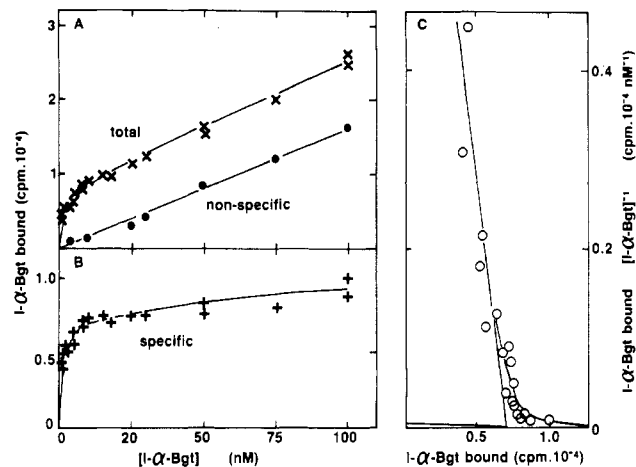 A
3
2
1
0
total
non-specific
I-α-Bgt bound (cpm.10⁻⁴)
B
1.0
0.5
0
specific
0 25 50 75 100
[I-α-Bgt] (nM)
C
0.4
0.2
0
0.5 1.0
I-α-Bgt bound (cpm.10⁻⁴)
I-α-Bgt bound [I-α-Bgt]⁻¹
(cpm.10⁻⁴ nM⁻¹)